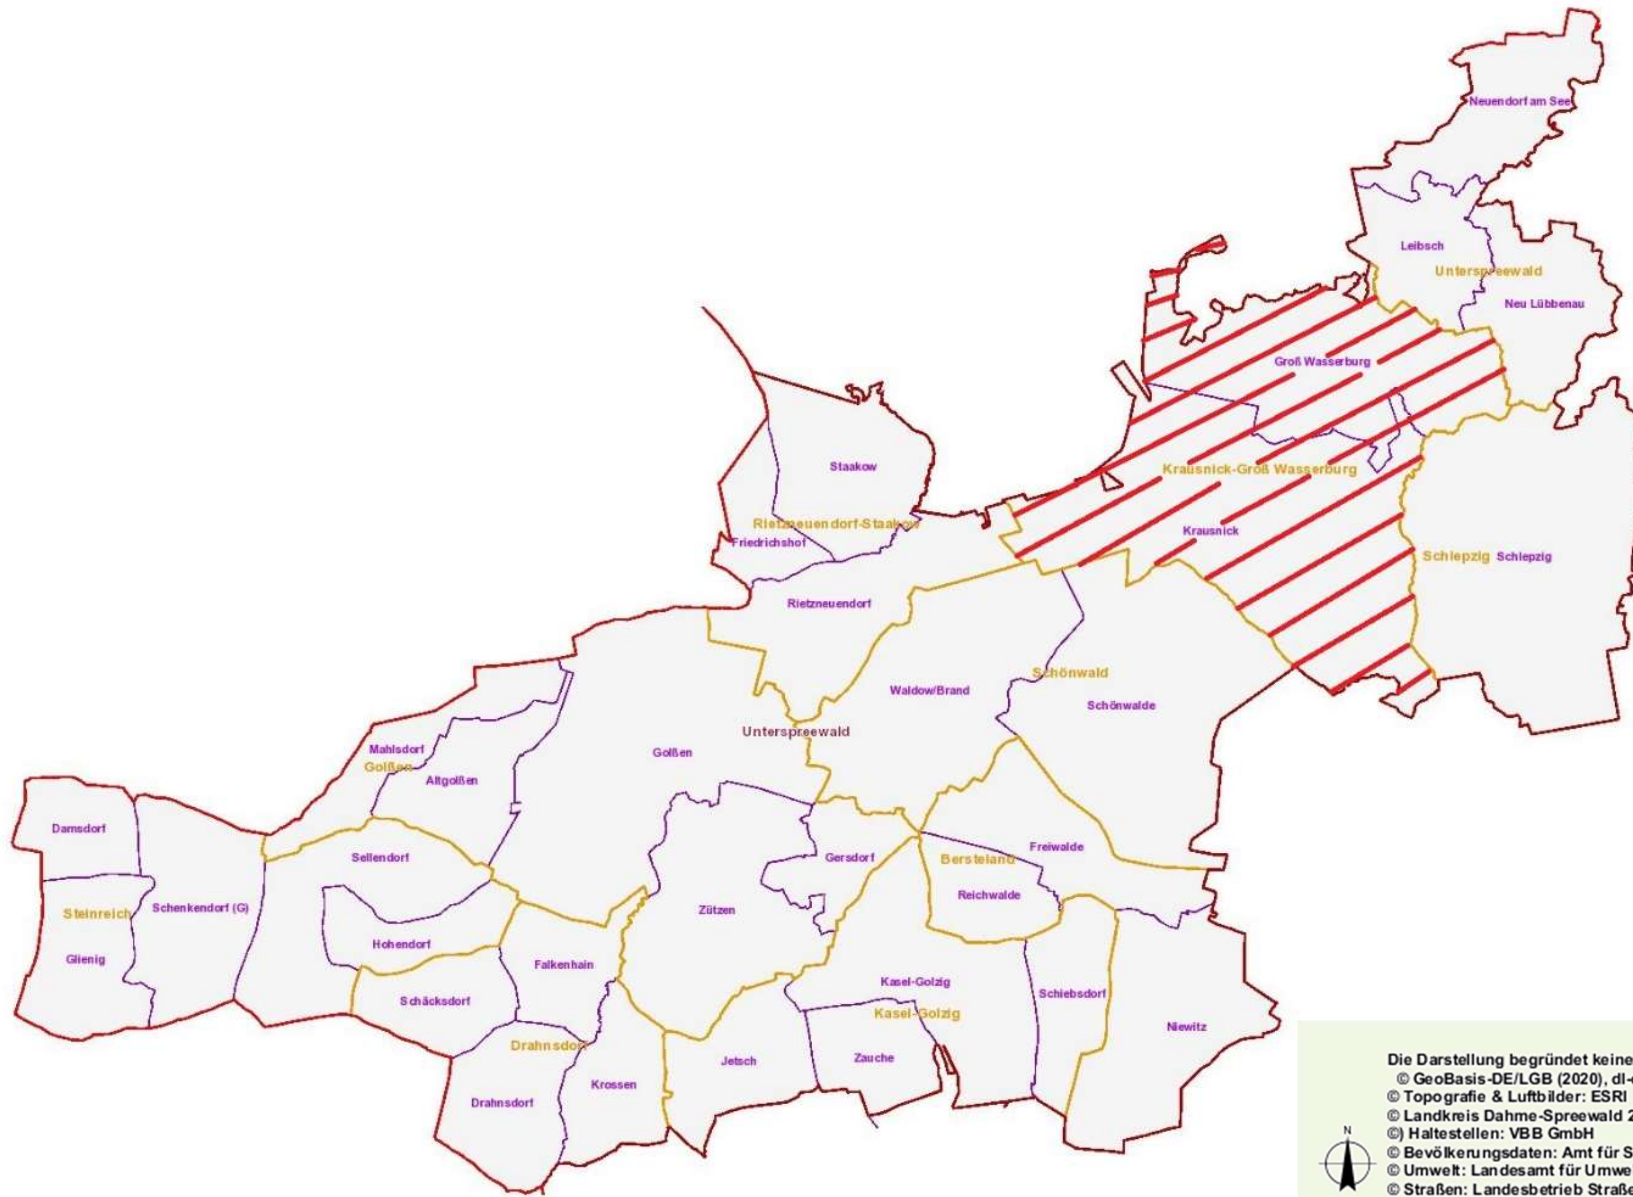 Neuendorf am See
Leibsch
Unterspreewald
Neu Lübbenau
Groß Wasserburg
Staakow
Krausnick-Groß Wasserburg
Rietzneuendorf-Staakow
Friedrichshof
Krausnick
Schlepzig
Schlepzig
Rietzneuendorf
Schönwald
Waldow/Brand
Schönwalde
Unterspreewald
Golßen
Mahlsdorf
Golßen
Altgolßen
Damsdorf
Sellendorf
Gersdorf
Freiwalde
Bersteland
Reichwalde
Steinreich
Schenkendorf (G)
Zützen
Glienig
Hohendorf
Falkenhain
Kasel-Golzig
Schiebsdorf
Schäcksdorf
Kasel-Golzig
Niewitz
Drahnsdorf
Jetsch
Zauche
Krossen
Drahnsdorf
N
Die Darstellung begründet keine
© GeoBasis-DE/LGB (2020), dl-
© Topografie & Luftbilder: ESRI
© Landkreis Dahme-Spreewald 2
©) Haltestellen: VBB GmbH
© Bevölkerungsdaten: Amt für S
© Umwelt: Landesamt für Umwel
© Straßen: Landesbetrieb Straße